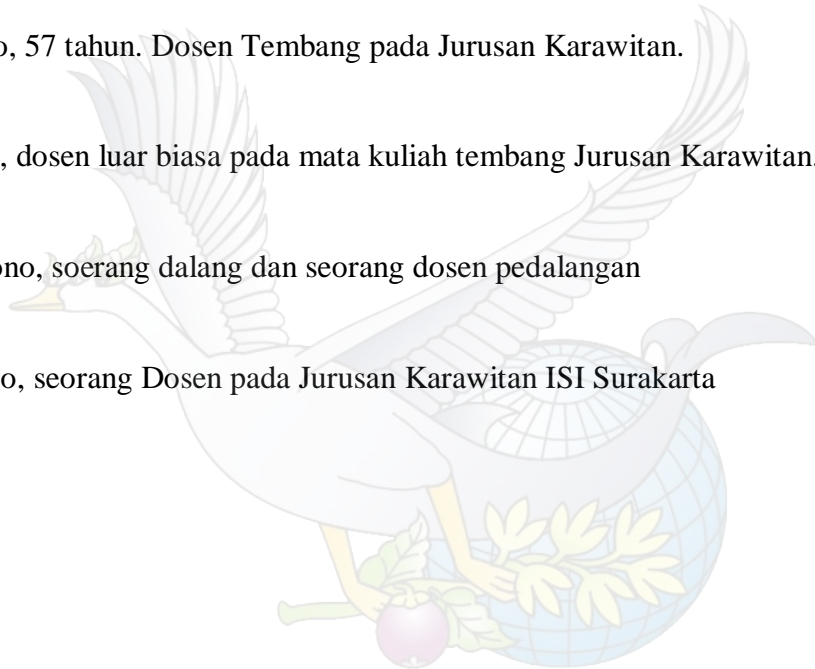 o, 57 tahun. Dosen Tembang pada Jurusan Karawitan.
, dosen luar biasa pada mata kuliah tembang Jurusan Karawitan.
ono, soerang dalang dan seorang dosen pedalangan
o, seorang Dosen pada Jurusan Karawitan ISI Surakarta